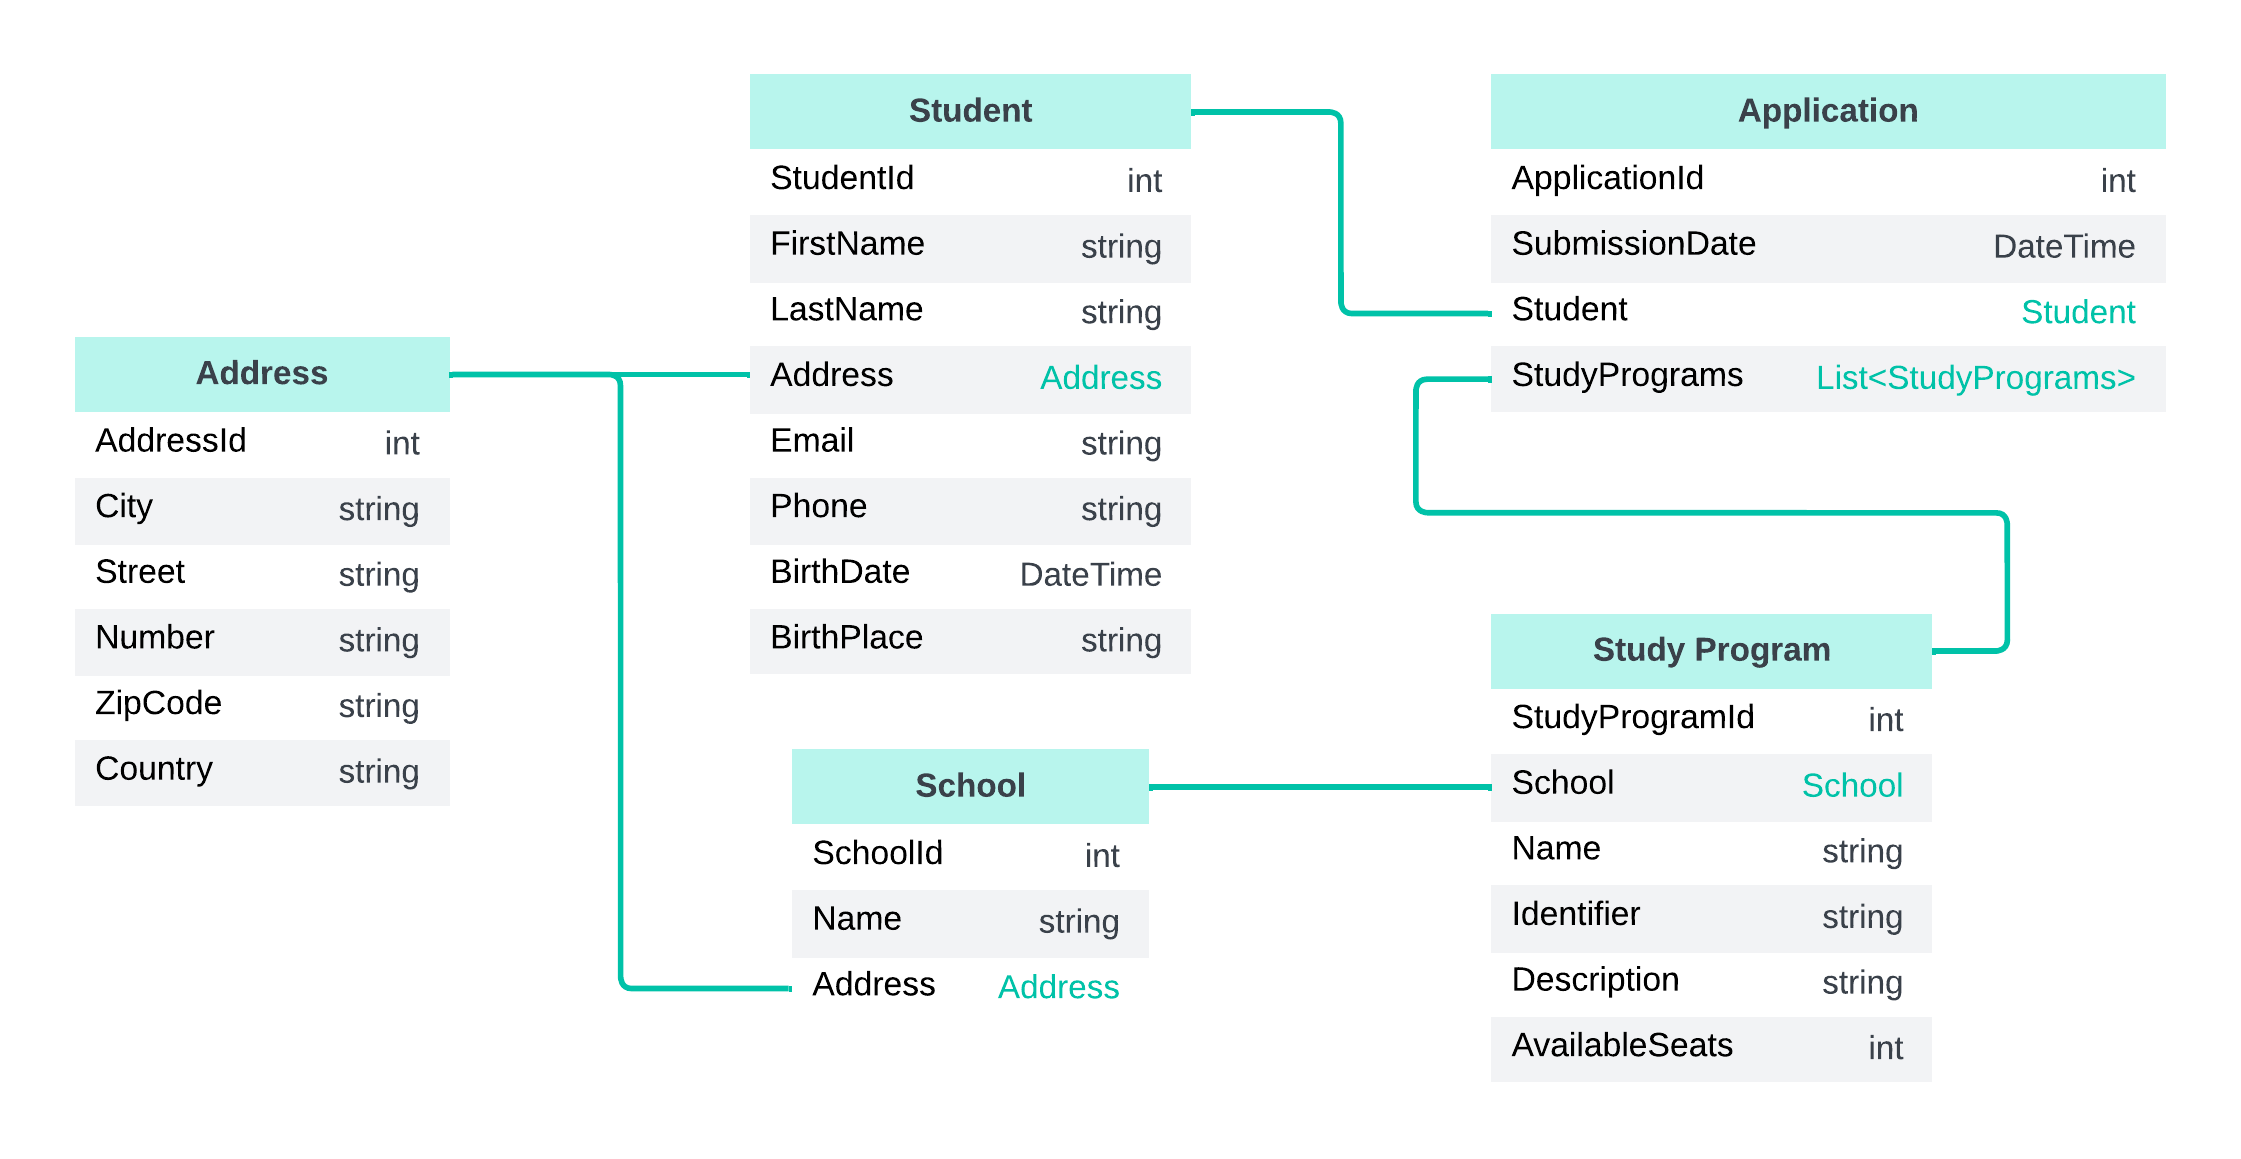 Address
AddressId int
City string
Street string
Number string
ZipCode string
Country string
Student
StudentId int
FirstName string
LastName string
Address Address
Email string
Phone string
BirthDate DateTime
BirthPlace string
School
SchoolId int
Name string
Address Address
Application
ApplicationId int
SubmissionDate DateTime
Student Student
StudyPrograms List<StudyPrograms>
Study Program
StudyProgramId int
School School
Name string
Identifier string
Description string
AvailableSeats int